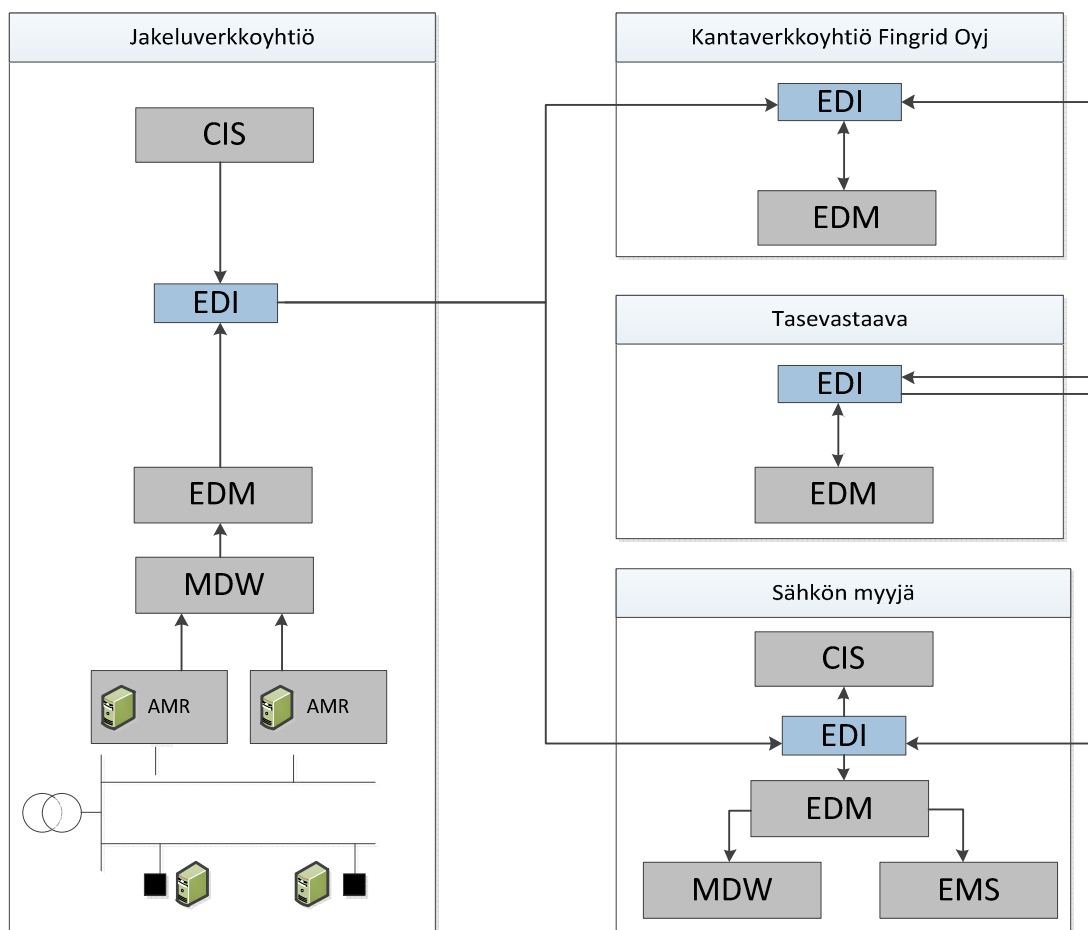 Jakeluverkkoyhtiö
CIS
EDI
EDM
MDW
AMR
AMR
Kantaverkkoyhtiö Fingrid Oyj
EDI
EDM
Tasevastaava
EDI
EDM
Sähkön myyjä
CIS
EDI
EDM
MDW
EMS